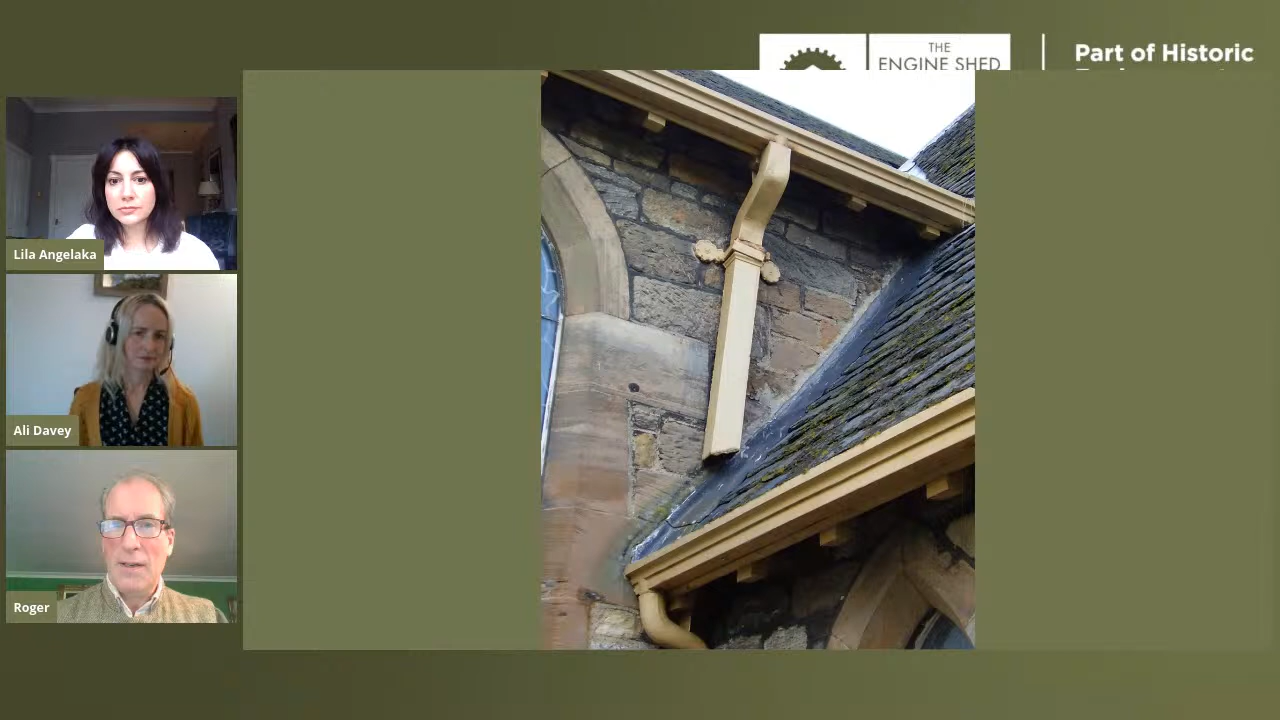 THE
ENGINE SHED
Part of Historic
Lila Angelaka
Ali Davey
Roger